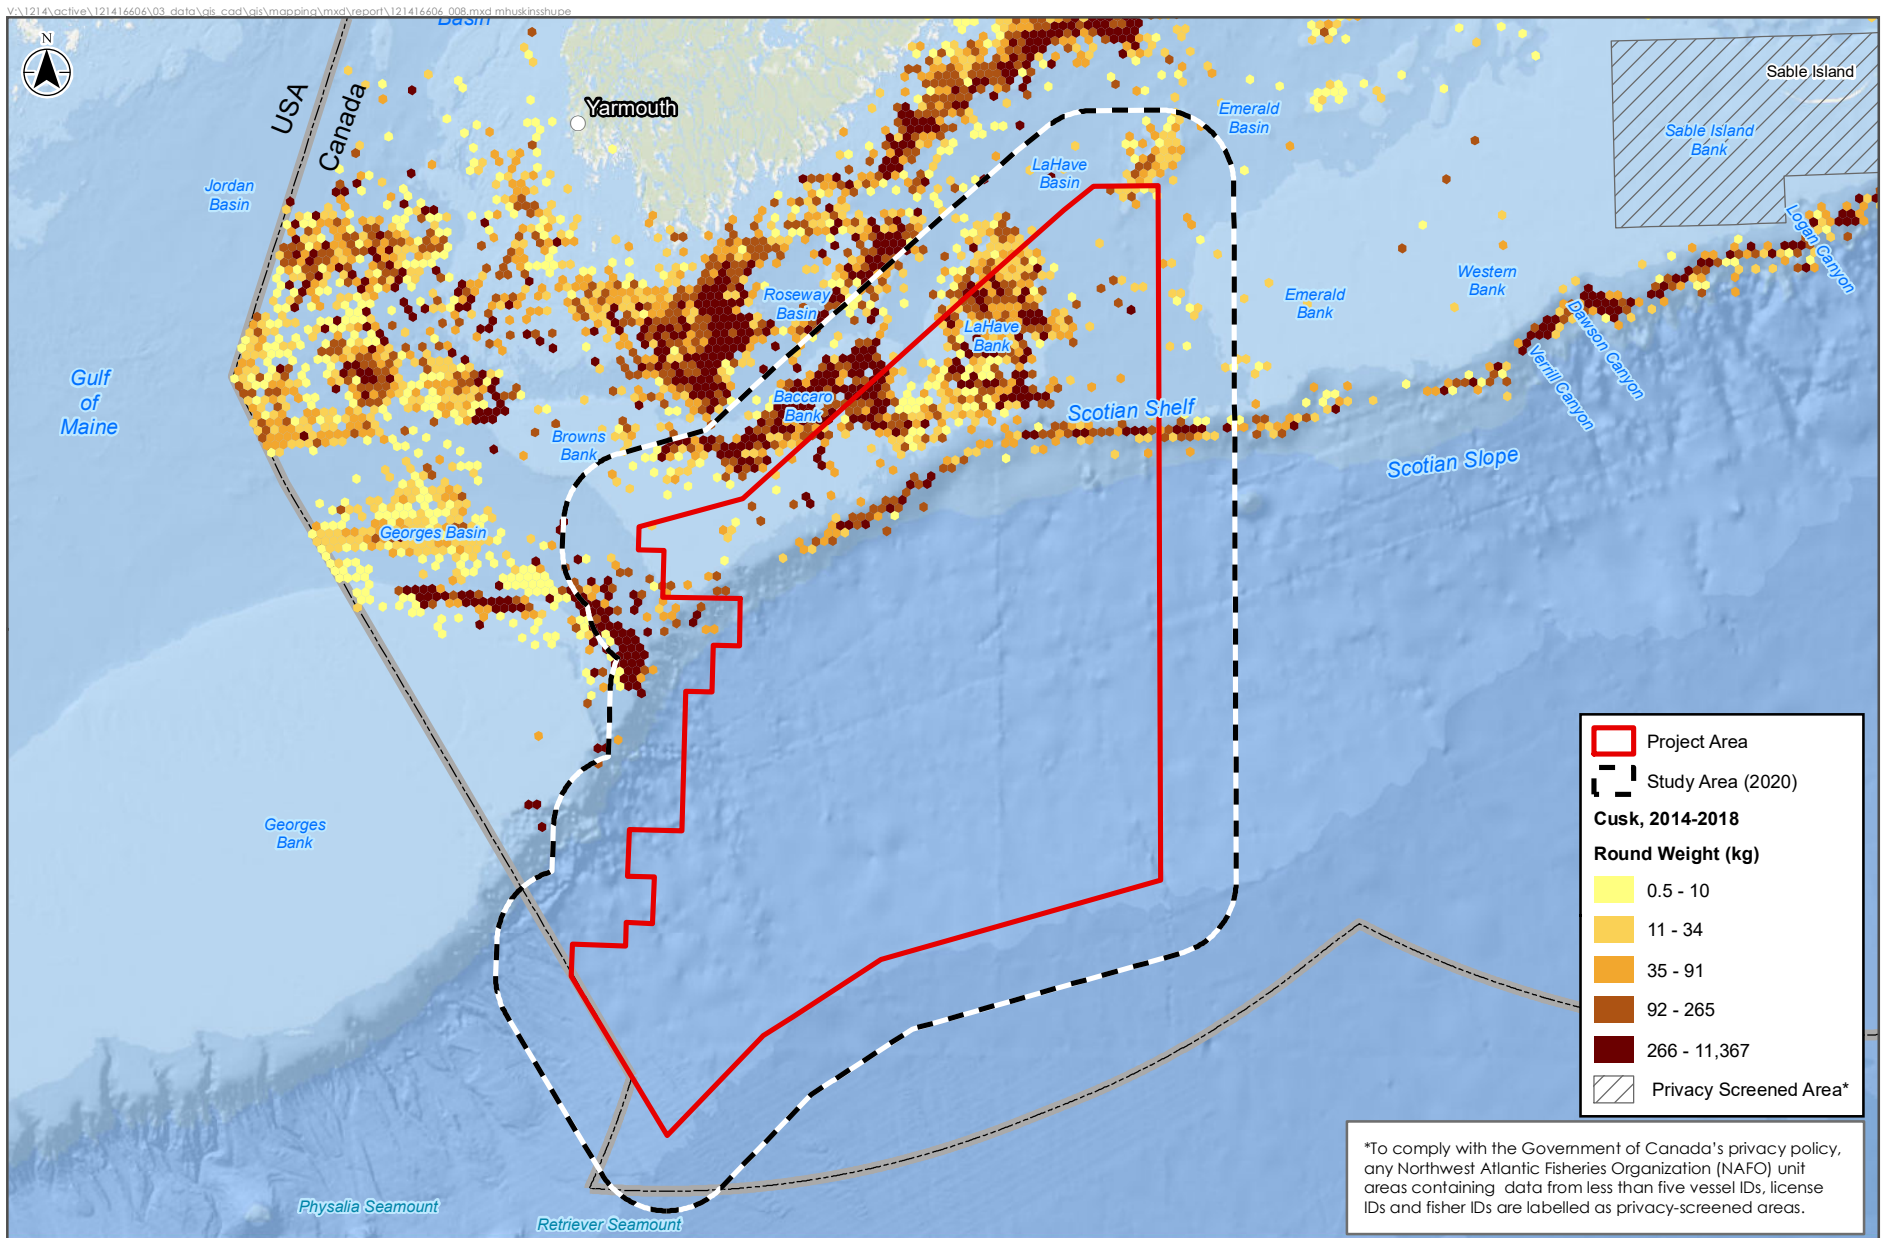 V:\1214\active\121416606\03_data\gis_cad\gis\mapping\mxd\report\121416606_008.mxd mhuskinsshupe
Basin
N
USA
Canada
Yarmouth
Sable Island
Emerald
Basin
Sable Island
Bank
LaHave
Basin
Jordan
Basin
Logan Canyon
Western
Bank
Roseway
Basin
Emerald
Bank
LaHave
Bank
Dawson Canyon
Verrill Canyon
Gulf
of
Maine
Baccaro
Bank
Scotian Shelf
Browns
Bank
Scotian Slope
Georges Basin
Georges
Bank
Physalia Seamount
Retriever Seamount
Project Area
Study Area (2020)
Cusk, 2014-2018
Round Weight (kg)
0.5 - 10
11 - 34
35 - 91
92 - 265
266 - 11,367
Privacy Screened Area*
*To comply with the Government of Canada's privacy policy,
any Northwest Atlantic Fisheries Organization (NAFO) unit
areas containing data from less than five vessel IDs, license
IDs and fisher IDs are labelled as privacy-screened areas.